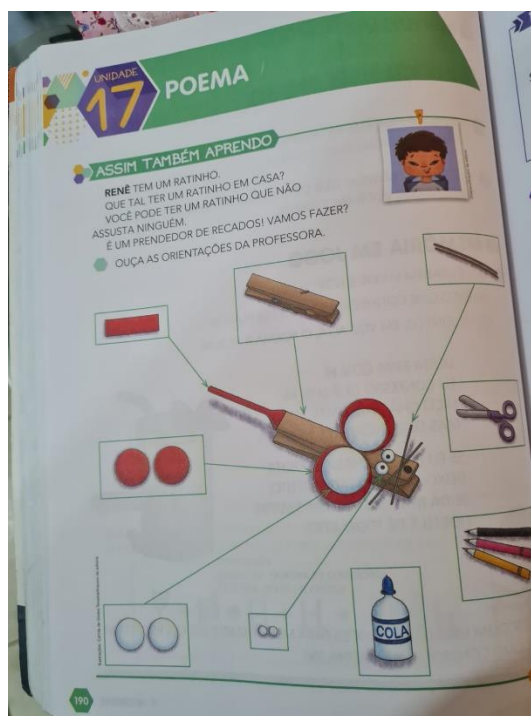 UNIDADE
17
POEMA
ASSIM TAMBÉM APRENDO
RENÊ TEM UM RATINHO.
QUE TAL TER UM RATINHO EM CASA?
VOCÊ PODE TER UM RATINHO QUE NÃO
ASSUSTA NINGUÉM.
É UM PRENDEDOR DE RECADOS! VAMOS FAZER?
OUÇA AS ORIENTAÇÕES DA PROFESSORA.
COLA
190